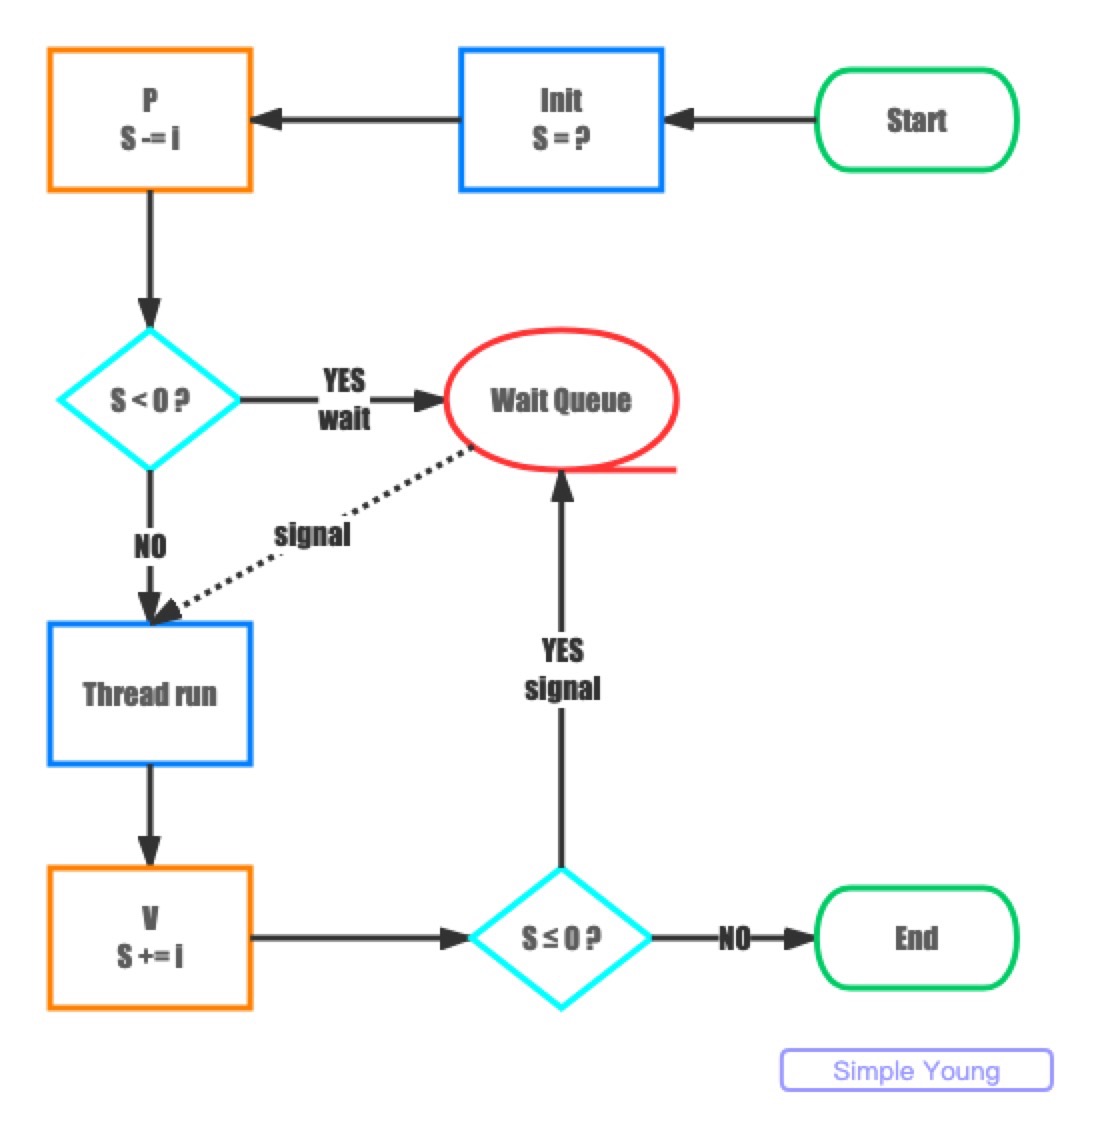 P
S -= i
Init
S = ?
Start
S < 0 ?
YES
wait
Wait Queue
signal
NO
Thread run
YES
signal
V
S += i
S ≤ 0 ?
NO
End
Simple Young